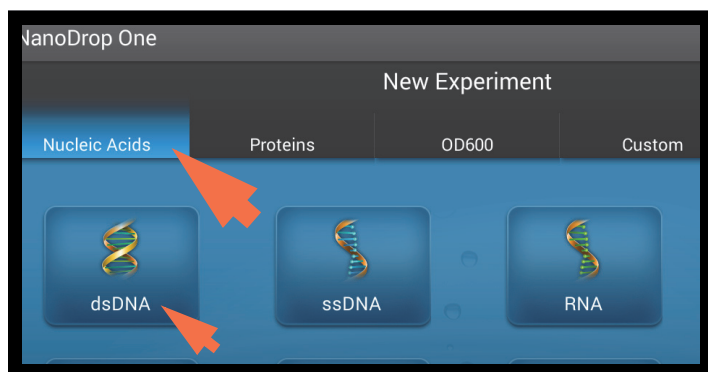 NanoDrop One
New Experiment
Nucleic Acids
Proteins
OD600
Custom
dsDNA
ssDNA
RNA